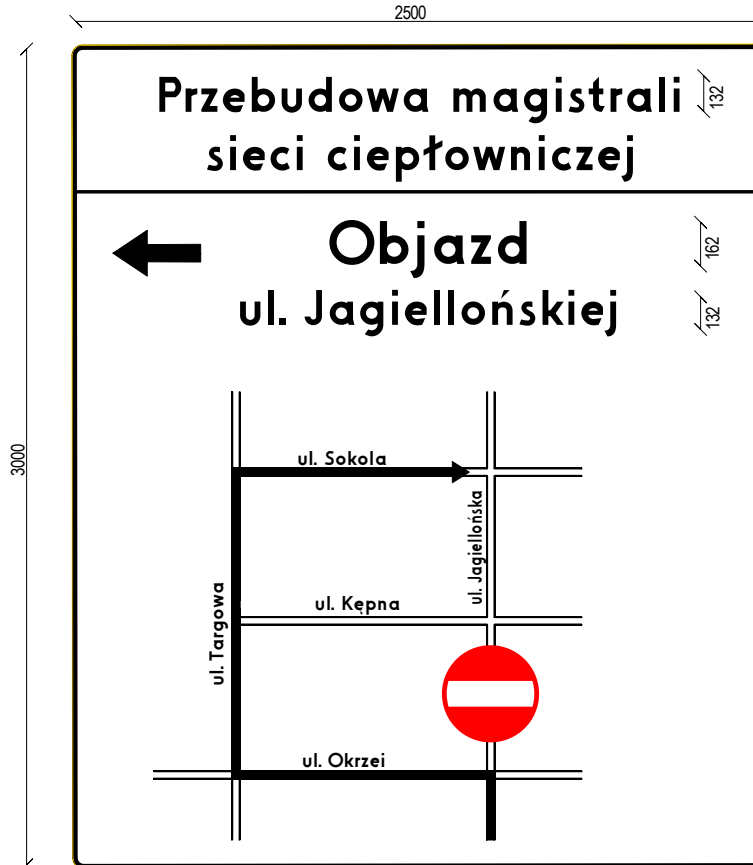 2500
Przebudowa magistrali
132
sieci ciepłowniczej
Objazd
162
ul. Jagiellońskiej
132
3000
ul. Sokola
ul. Jagiellońska
ul. Targowa
ul. Kępna
ul. Okrzei